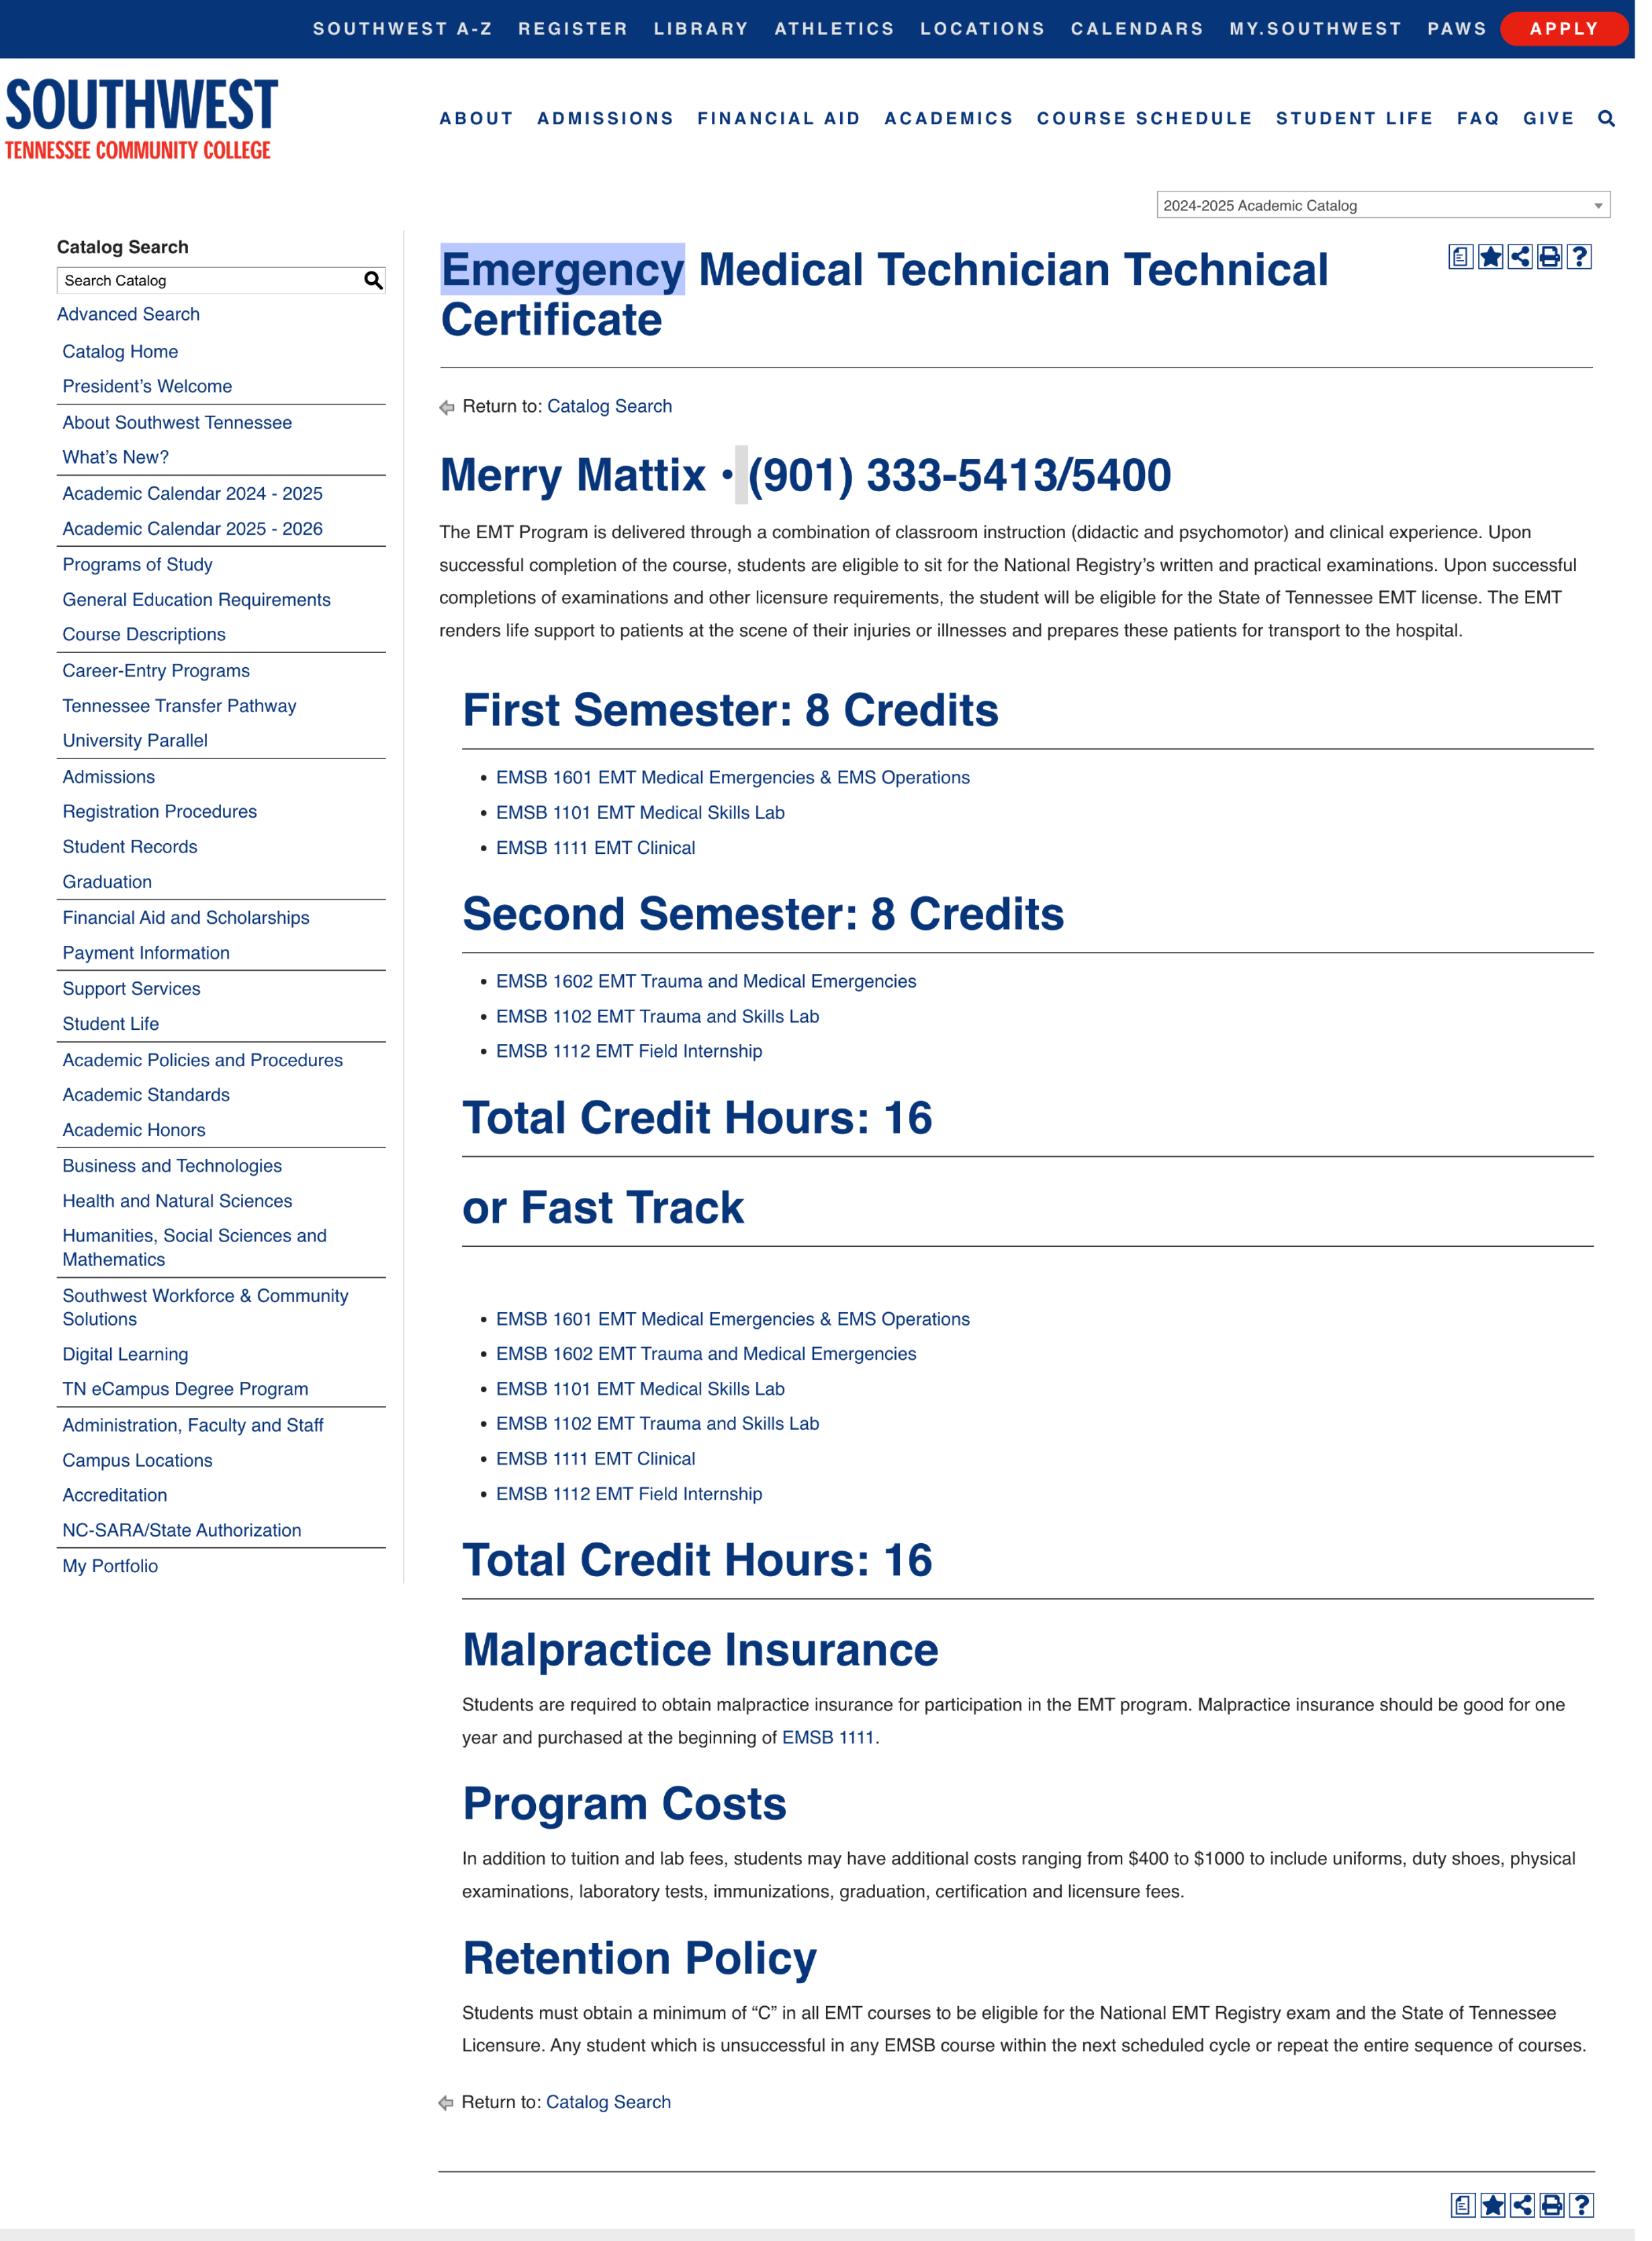 SOUTHWEST A-Z REGISTER LIBRARY ATHLETICS LOCATIONS CALENDARS MY.SOUTHWEST PAWS APPLY
SOUTHWEST
TENNESSEE COMMUNITY COLLEGE
ABOUT ADMISSIONS FINANCIAL AID ACADEMICS COURSE SCHEDULE STUDENT LIFE FAQ GIVE
2024-2025 Academic Catalog
Catalog Search
Search Catalog
Advanced Search
Catalog Home
President’s Welcome
About Southwest Tennessee
What’s New?
Academic Calendar 2024 - 2025
Academic Calendar 2025 - 2026
Programs of Study
General Education Requirements
Course Descriptions
Career-Entry Programs
Tennessee Transfer Pathway
University Parallel
Admissions
Registration Procedures
Student Records
Graduation
Financial Aid and Scholarships
Payment Information
Support Services
Student Life
Academic Policies and Procedures
Academic Standards
Academic Honors
Business and Technologies
Health and Natural Sciences
Humanities, Social Sciences and
Mathematics
Southwest Workforce & Community
Solutions
Digital Learning
TN eCampus Degree Program
Administration, Faculty and Staff
Campus Locations
Accreditation
NC-SARA/State Authorization
My Portfolio
Emergency Medical Technician Technical
Certificate
?
Return to: Catalog Search
Merry Mattix • (901) 333-5413/5400
The EMT Program is delivered through a combination of classroom instruction (didactic and psychomotor) and clinical experience. Upon
successful completion of the course, students are eligible to sit for the National Registry’s written and practical examinations. Upon successful
completions of examinations and other licensure requirements, the student will be eligible for the State of Tennessee EMT license. The EMT
renders life support to patients at the scene of their injuries or illnesses and prepares these patients for transport to the hospital.
First Semester: 8 Credits
• EMSB 1601 EMT Medical Emergencies & EMS Operations
• EMSB 1101 EMT Medical Skills Lab
• EMSB 1111 EMT Clinical
Second Semester: 8 Credits
• EMSB 1602 EMT Trauma and Medical Emergencies
• EMSB 1102 EMT Trauma and Skills Lab
• EMSB 1112 EMT Field Internship
Total Credit Hours: 16
or Fast Track
• EMSB 1601 EMT Medical Emergencies & EMS Operations
• EMSB 1602 EMT Trauma and Medical Emergencies
• EMSB 1101 EMT Medical Skills Lab
• EMSB 1102 EMT Trauma and Skills Lab
• EMSB 1111 EMT Clinical
• EMSB 1112 EMT Field Internship
Total Credit Hours: 16
Malpractice Insurance
Students are required to obtain malpractice insurance for participation in the EMT program. Malpractice insurance should be good for one
year and purchased at the beginning of EMSB 1111.
Program Costs
In addition to tuition and lab fees, students may have additional costs ranging from $400 to $1000 to include uniforms, duty shoes, physical
examinations, laboratory tests, immunizations, graduation, certification and licensure fees.
Retention Policy
Students must obtain a minimum of “C” in all EMT courses to be eligible for the National EMT Registry exam and the State of Tennessee
Licensure. Any student which is unsuccessful in any EMSB course within the next scheduled cycle or repeat the entire sequence of courses.
Return to: Catalog Search
?